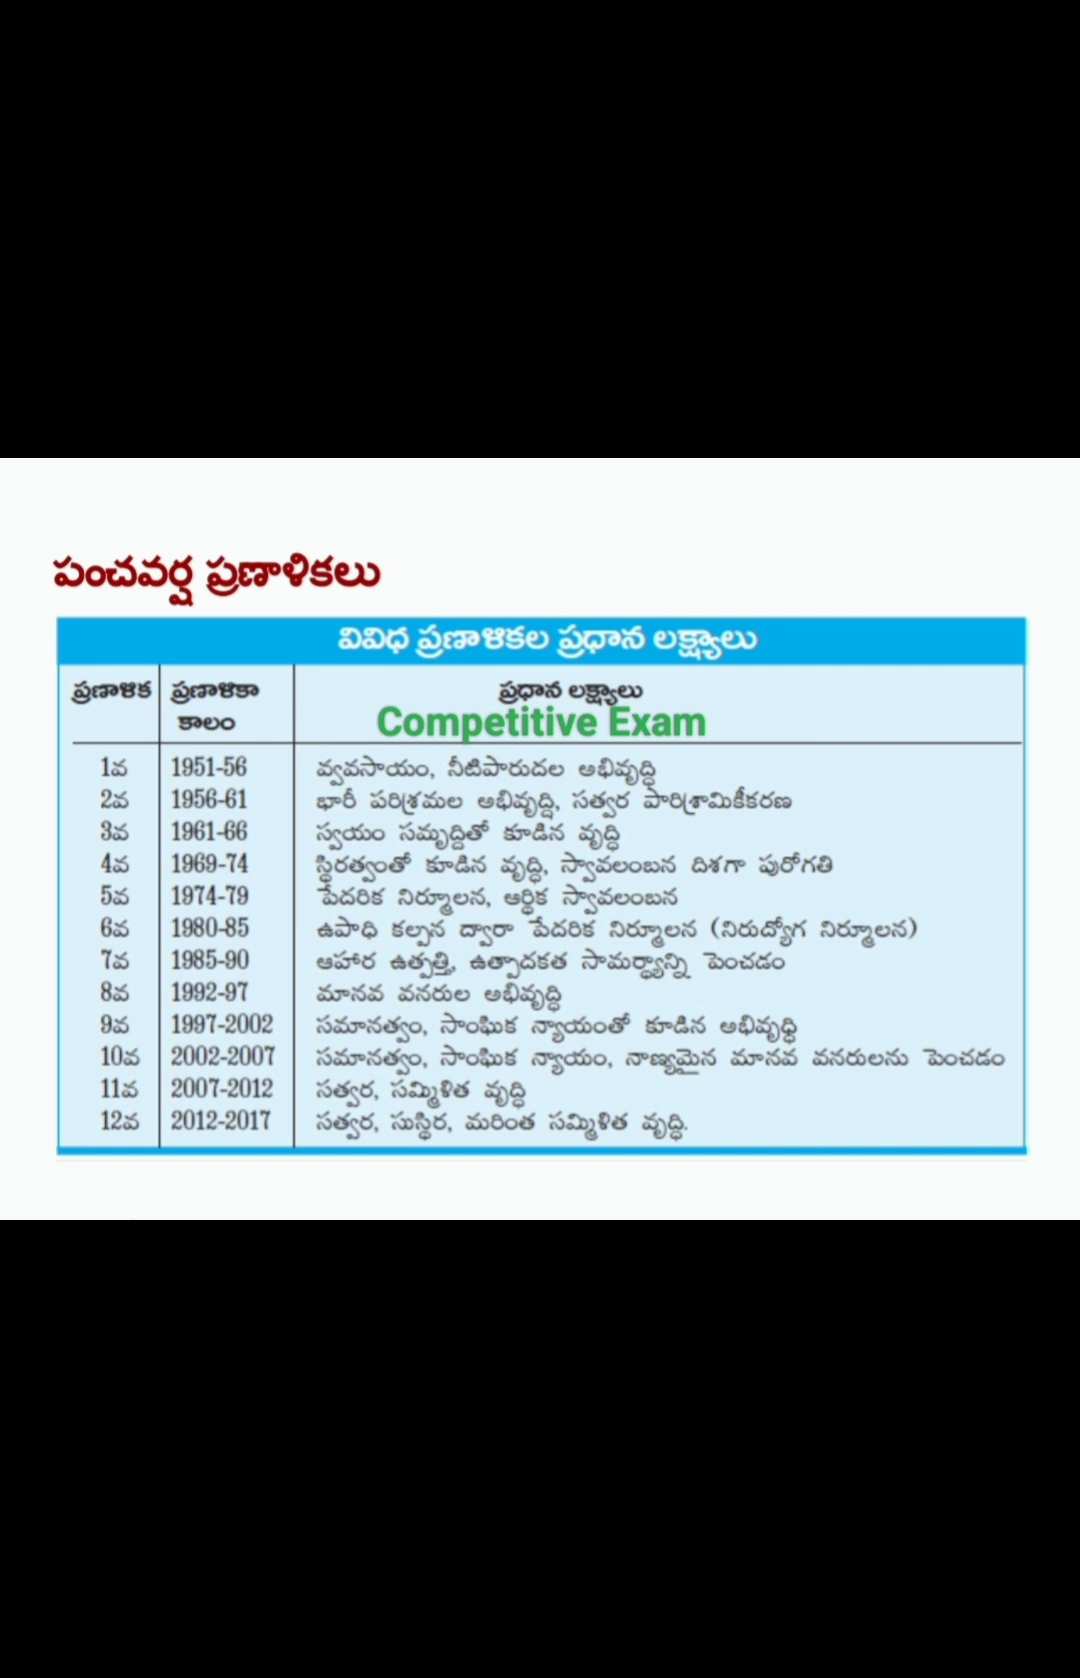 పంచవర్ష ప్రణాళికలు
వివిధ ప్రణాళికల ప్రధాన లక్ష్యాలు
ప్రణాళిక ప్రణాళికా కాలం ప్రధాన లక్ష్యాలు
Competitive Exam
1వ 1951-56 వ్యవసాయం, నీటిపారుదల అభివృద్ధి
2వ 1956-61 భారీ పరిశ్రమల అభివృద్ధి, సత్వర పారిశ్రామికీకరణ
3వ 1961-66 స్వయం సమృద్ధితో కూడిన వృద్ధి
4వ 1969-74 స్థిరత్వంతో కూడిన వృద్ధి, స్వావలంబన దిశగా పురోగతి
5వ 1974-79 పేదరిక నిర్మూలన, ఆర్థిక స్వావలంబన
6వ 1980-85 ఉపాధి కల్పన ద్వారా పేదరిక నిర్మూలన (నిరుద్యోగ నిర్మూలన)
7వ 1985-90 ఆహార ఉత్పత్తి, ఉత్పాదకత సామర్థ్యాన్ని పెంచడం
8వ 1992-97 మానవ వనరుల అభివృద్ధి
9వ 1997-2002 సమానత్వం, సాంఘిక న్యాయంతో కూడిన అభివృద్ధి
10వ 2002-2007 సమానత్వం, సాంఘిక న్యాయం, నాణ్యమైన మానవ వనరులను పెంచడం
11వ 2007-2012 సత్వర, సమ్మిళిత వృద్ధి
12వ 2012-2017 సత్వర, సుస్థిర, మరింత సమ్మిళిత వృద్ధి.